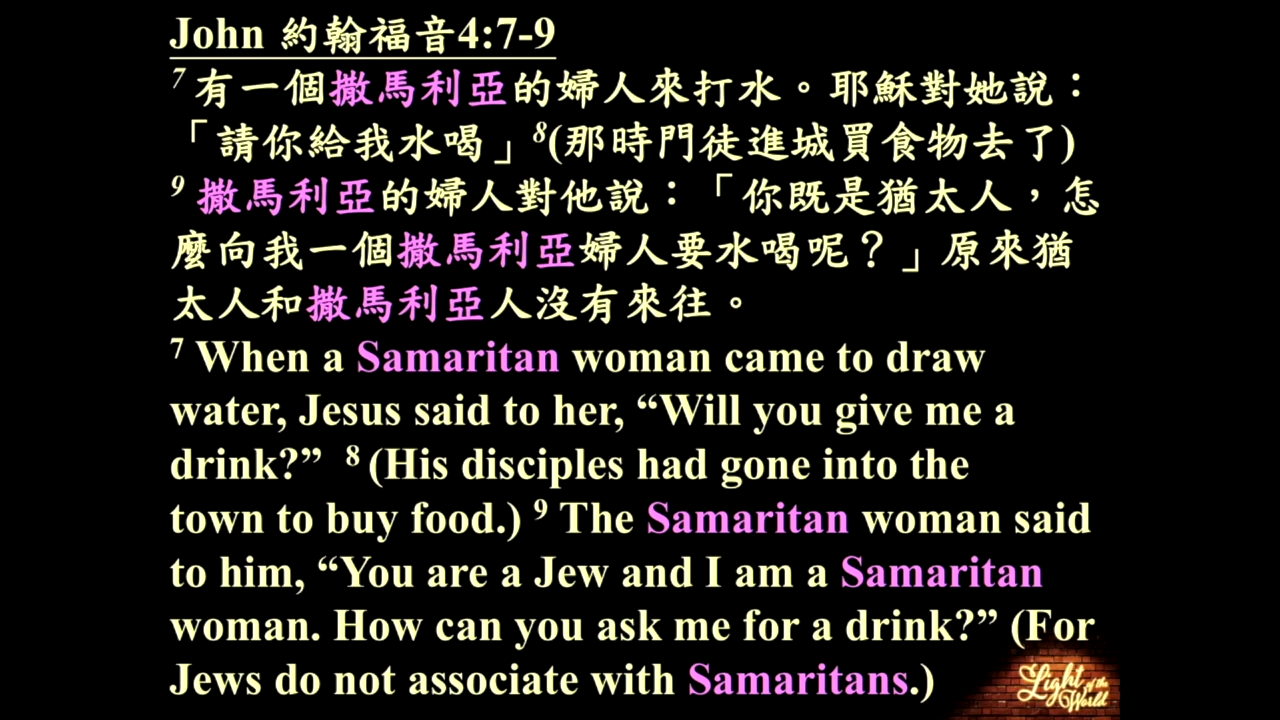 John 約翰福音4:7-9
7 有一個撒馬利亞的婦人來打水。耶穌對她說：
「請你給我水喝」8(那時門徒進城買食物去了)
9 撒馬利亞的婦人對他說：「你既是猶太人，怎
麼向我一個撒馬利亞婦人要水喝呢？」原來猶
太人和撒馬利亞人沒有來往。
7 When a Samaritan woman came to draw
water, Jesus said to her, “Will you give me a
drink?” 8 (His disciples had gone into the
town to buy food.) 9 The Samaritan woman said
to him, “You are a Jew and I am a Samaritan
woman. How can you ask me for a drink?” (For
Jews do not associate with Samaritans.)
Light of the
World